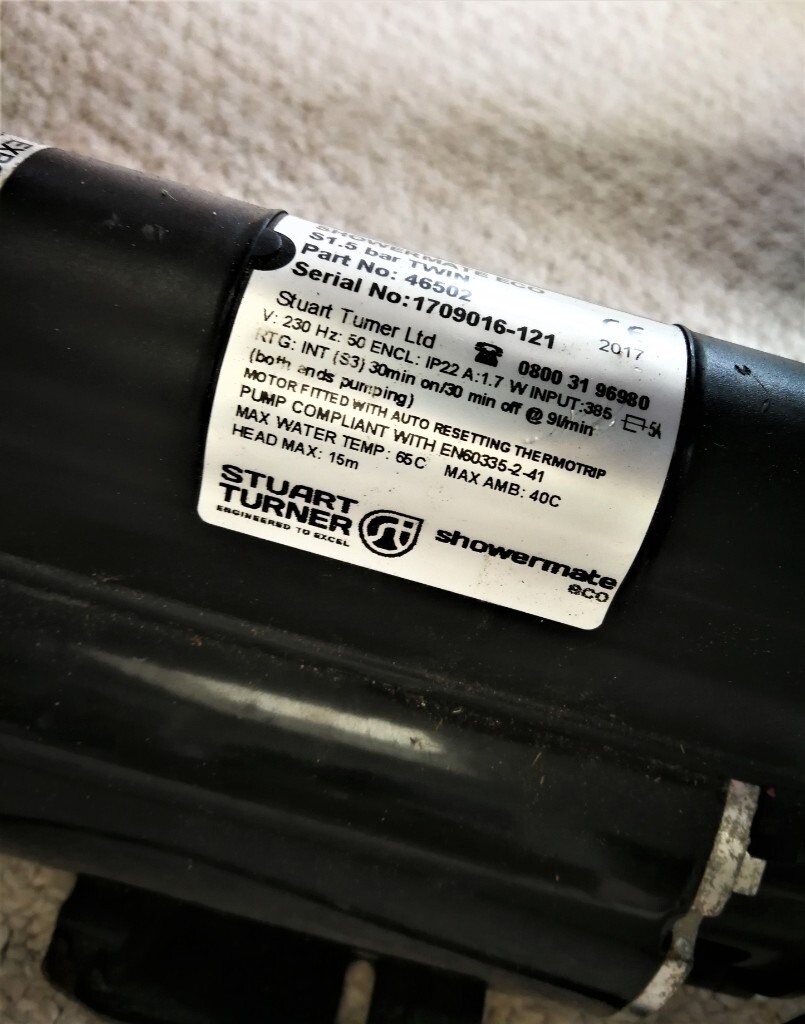 SHOWERMATE ECO
S1.5 bar TWIN
Part No: 46502
Serial No:1709016-121
CE
2017
Stuart Turner Ltd ☎ 0800 31 96980
V: 230 Hz: 50 ENCL: IP22 A:1.7 W INPUT:385 5A
RTG: INT (S3) 30min on/30 min off @ 9l/min
(both ends pumping)
MOTOR FITTED WITH AUTO RESETTING THERMOTRIP
PUMP COMPLIANT WITH EN60335-2-41
MAX WATER TEMP: 65C MAX AMB: 40C
HEAD MAX: 15m
STUART
TURNER
ENGINEERED TO EXCEL
showermate
eco